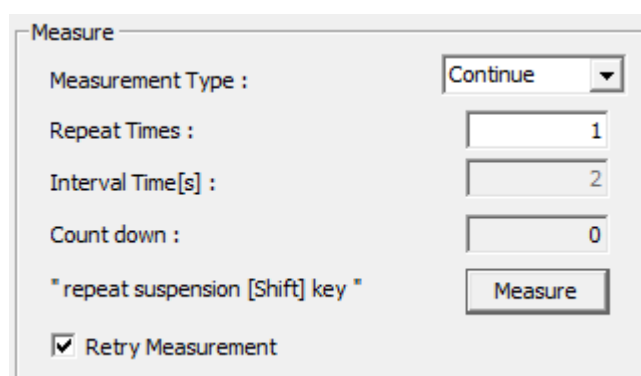 Measure
Measurement Type : Continue
Repeat Times : 1
Interval Time[s] : 2
Count down : 0
" repeat suspension [Shift] key " Measure
Retry Measurement